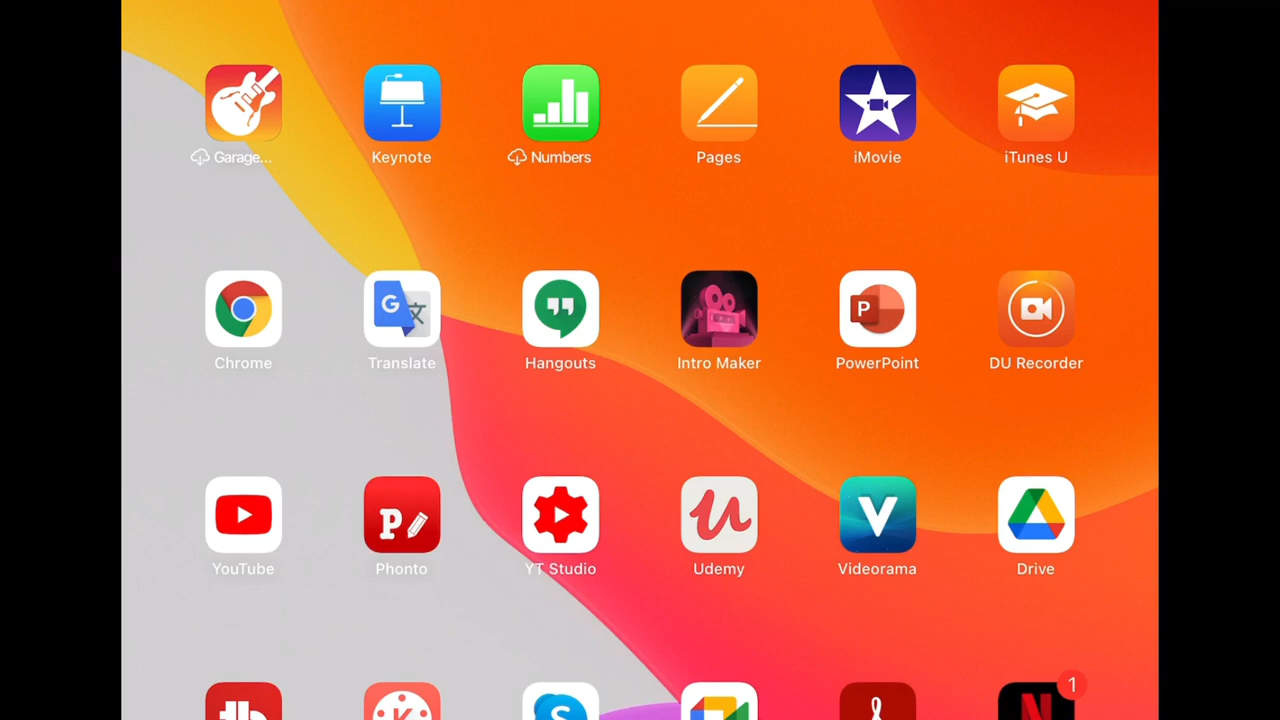 Garage...
Keynote
Numbers
Pages
iMovie
iTunes U
G 文
P
Chrome
Translate
Hangouts
Intro Maker
PowerPoint
DU Recorder
P
U
V
YouTube
Phonto
YT Studio
Udemy
Videorama
Drive
1
K
S
N